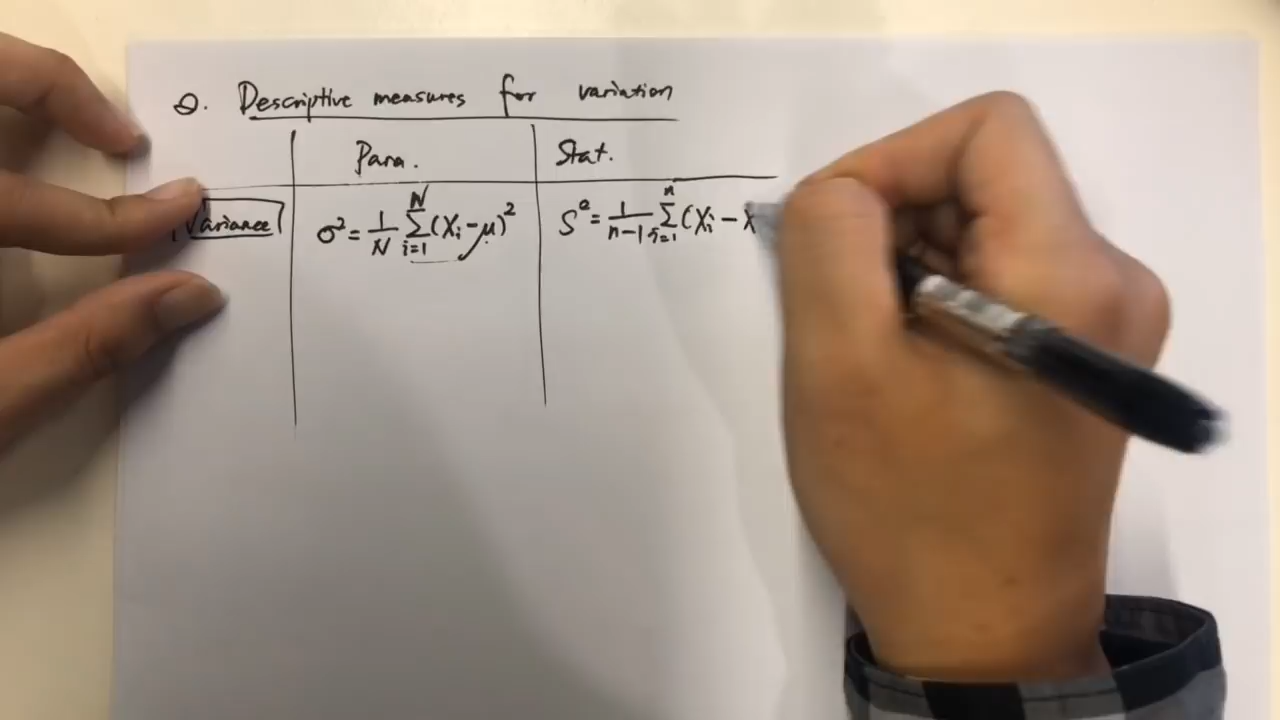 2. Descriptive measures for variation
Para. Stat.
Variance σ² = 1/N Σ_{i=1}^{N} (Xi − μ)² S² = 1/(n−1) Σ_{i=1}^{n} (Xi − X